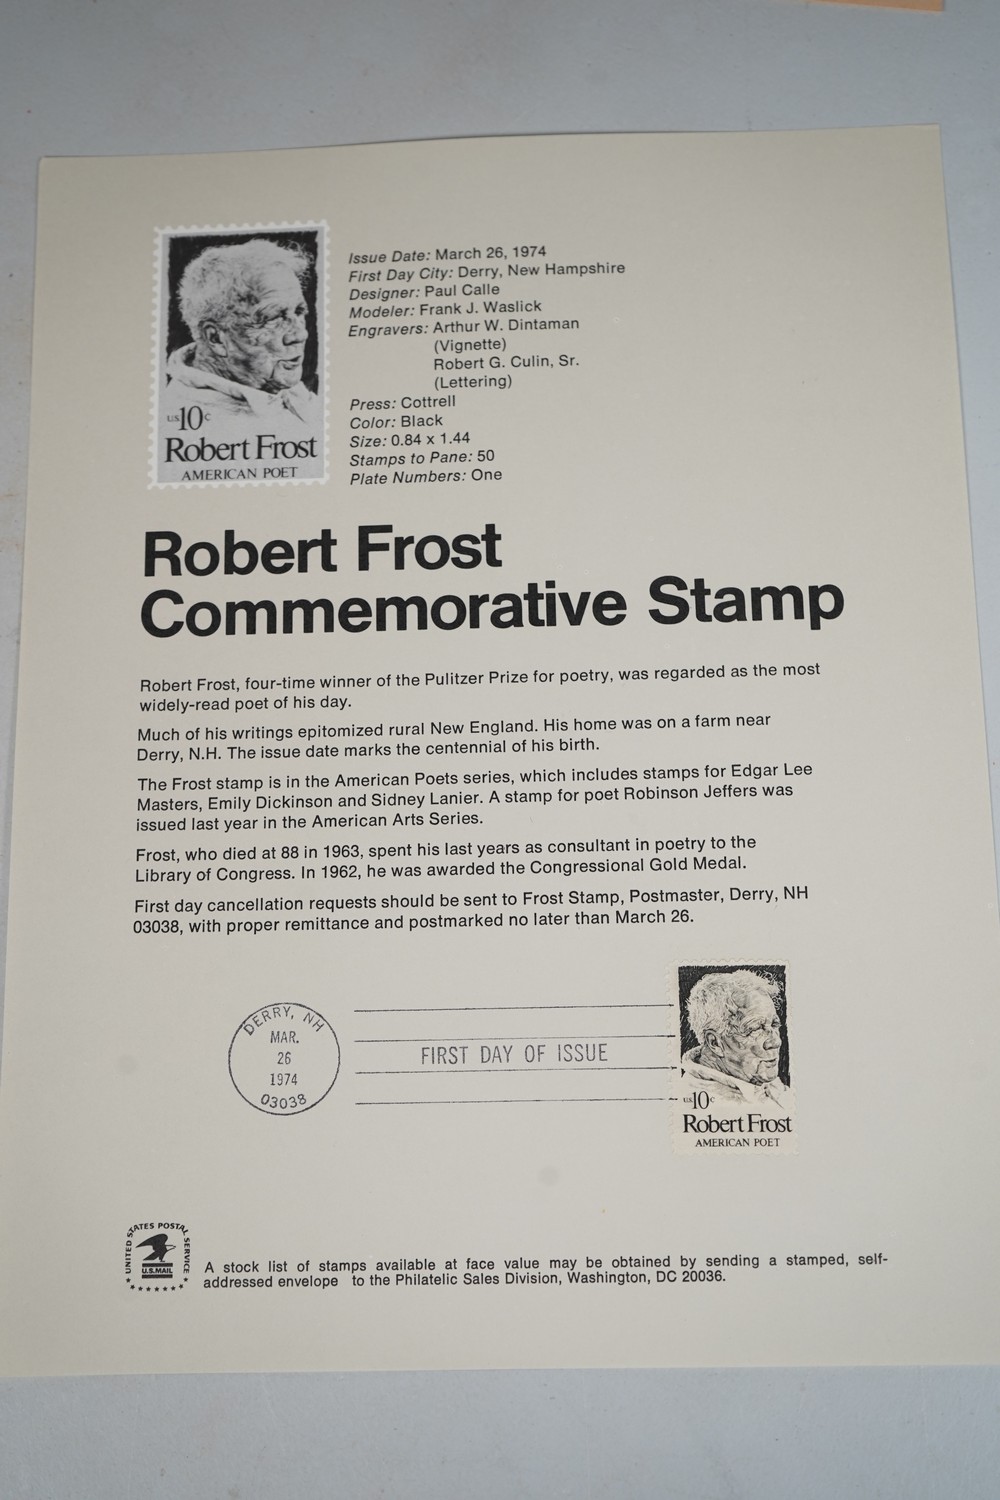 U.S. 10c
Robert Frost
AMERICAN POET
Issue Date: March 26, 1974
First Day City: Derry, New Hampshire
Designer: Paul Calle
Modeler: Frank J. Waslick
Engravers: Arthur W. Dintaman
(Vignette)
Robert G. Culin, Sr.
(Lettering)
Press: Cottrell
Color: Black
Size: 0.84 x 1.44
Stamps to Pane: 50
Plate Numbers: One
Robert Frost
Commemorative Stamp
Robert Frost, four-time winner of the Pulitzer Prize for poetry, was regarded as the most
widely-read poet of his day.
Much of his writings epitomized rural New England. His home was on a farm near
Derry, N.H. The issue date marks the centennial of his birth.
The Frost stamp is in the American Poets series, which includes stamps for Edgar Lee
Masters, Emily Dickinson and Sidney Lanier. A stamp for poet Robinson Jeffers was
issued last year in the American Arts Series.
Frost, who died at 88 in 1963, spent his last years as consultant in poetry to the
Library of Congress. In 1962, he was awarded the Congressional Gold Medal.
First day cancellation requests should be sent to Frost Stamp, Postmaster, Derry, NH
03038, with proper remittance and postmarked no later than March 26.
DERRY, NH
MAR.
26
1974
03038
FIRST DAY OF ISSUE
U.S. 10c
Robert Frost
AMERICAN POET
UNITED STATES POSTAL SERVICE
U.S. MAIL
A stock list of stamps available at face value may be obtained by sending a stamped, self-
addressed envelope to the Philatelic Sales Division, Washington, DC 20036.